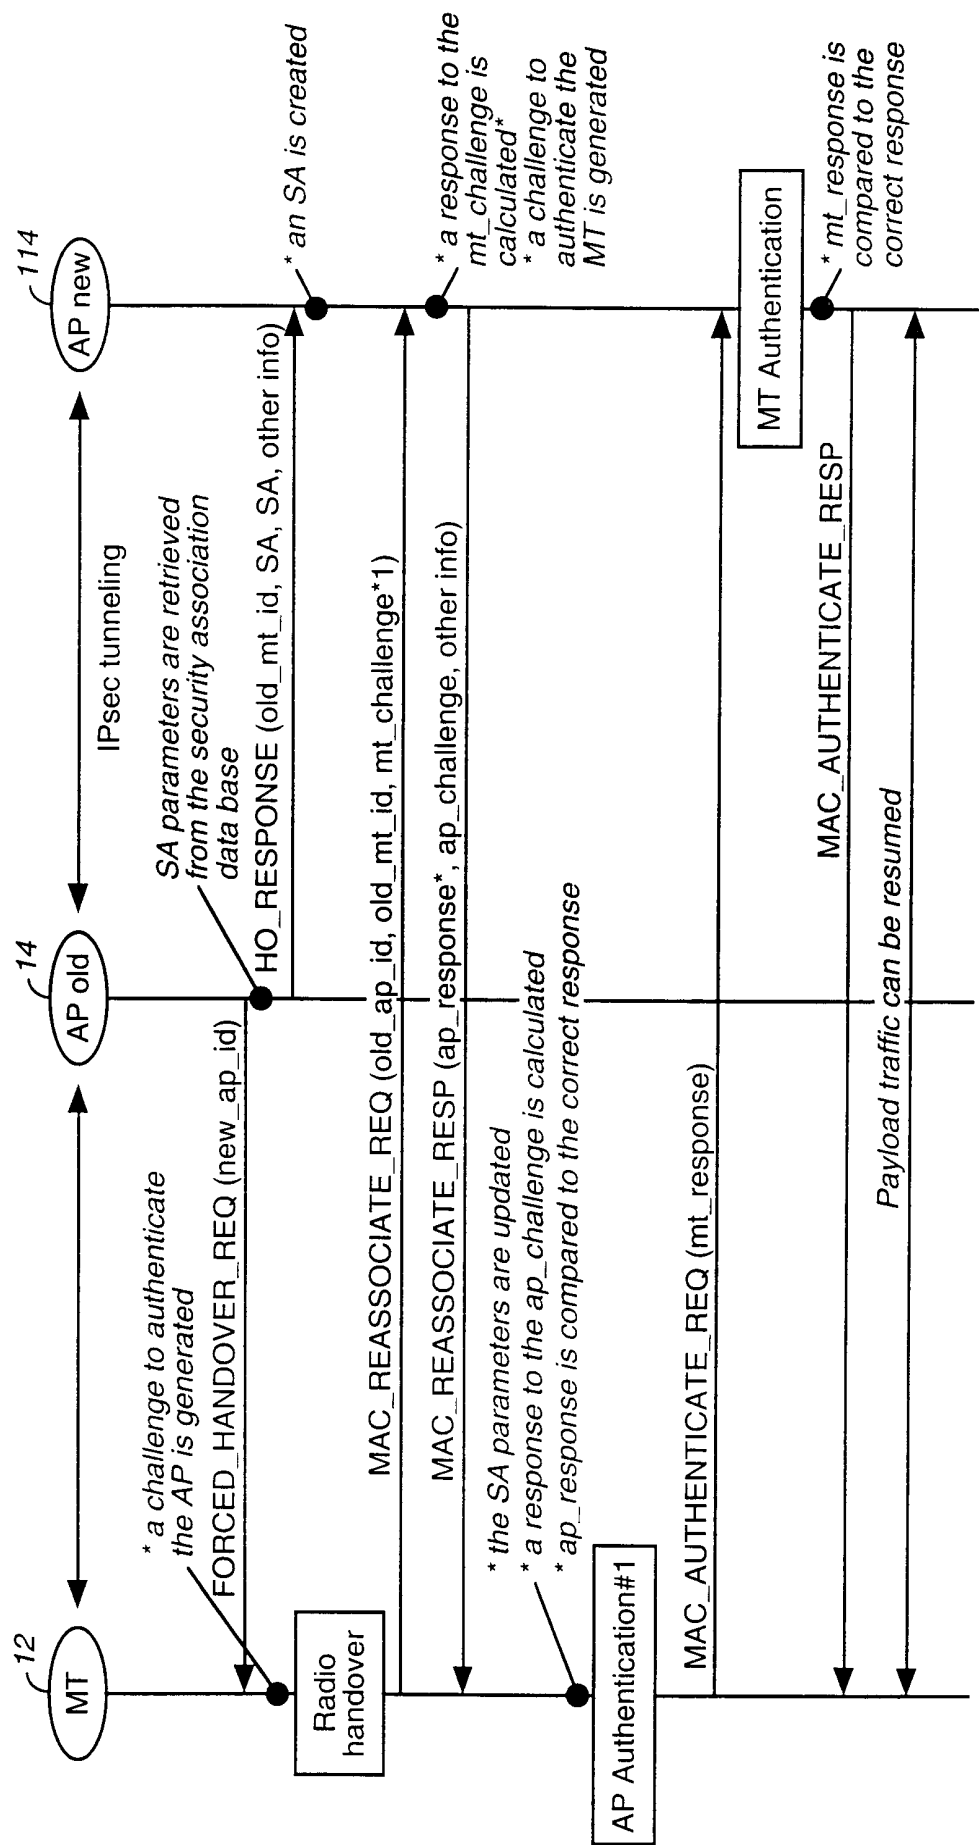 12
MT
14
AP old
114
AP new
IPsec tunneling
* a challenge to authenticate
the AP is generated
FORCED_HANDOVER_REQ (new_ap_id)
SA parameters are retrieved
from the security association
data base
HO_RESPONSE (old_mt_id, SA, SA, other info)
* an SA is created
Radio
handover
MAC_REASSOCIATE_REQ (old_ap_id, old_mt_id, mt_id, mt_challenge*1)
* a response to the
mt_challenge is
calculated*
* a challenge to
authenticate the
MT is generated
MAC_REASSOCIATE_RESP (ap_response*, ap_challenge, other info)
* the SA parameters are updated
* a response to the ap_challenge is calculated
* ap_response is compared to the correct response
AP Authentication#1
MAC_AUTHENTICATE_REQ (mt_response)
MT Authentication
* mt_response is
compared to the
correct response
MAC_AUTHENTICATE_RESP
Payload traffic can be resumed